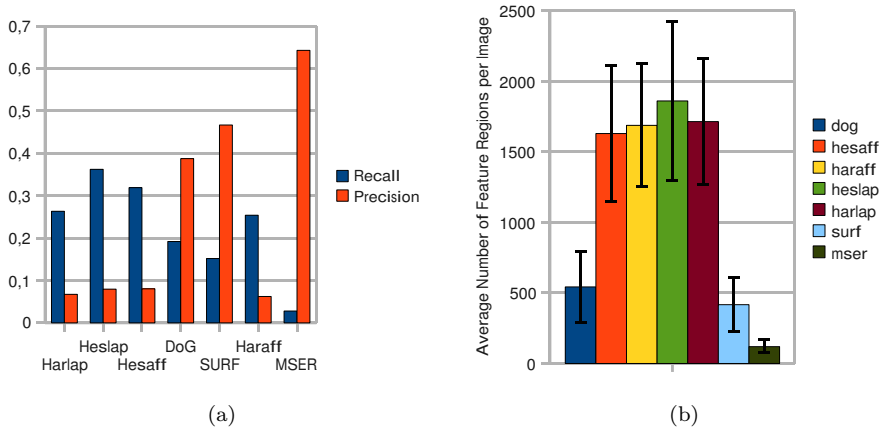 0,7
0,6
0,5
0,4
0,3
0,2
0,1
0
Harlap
Heslap
Hesaff
DoG
SURF
Haraff
MSER
Recall
Precision
(a)
Average Number of Feature Regions per Image
2500
2000
1500
1000
500
0
dog
hesaff
haraff
heslap
harlap
surf
mser
(b)